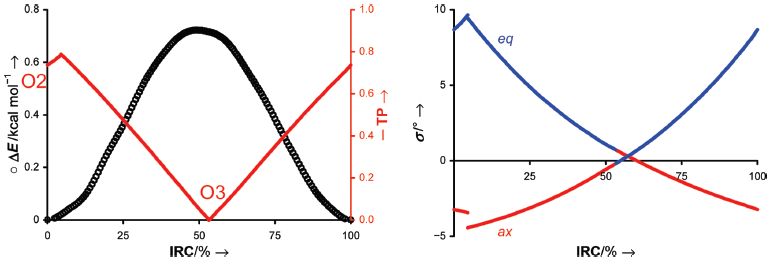 0.8
0.6
0.4
0.2
0
○ ΔE/kcal mol⁻¹ →
O2
O3
1.0
0.8
0.6
0.4
0.2
0.0
— TP →
0 25 50 75 100
IRC/% →
10
5
0
−5
σ/° →
eq
ax
0 25 50 75 100
IRC/% →